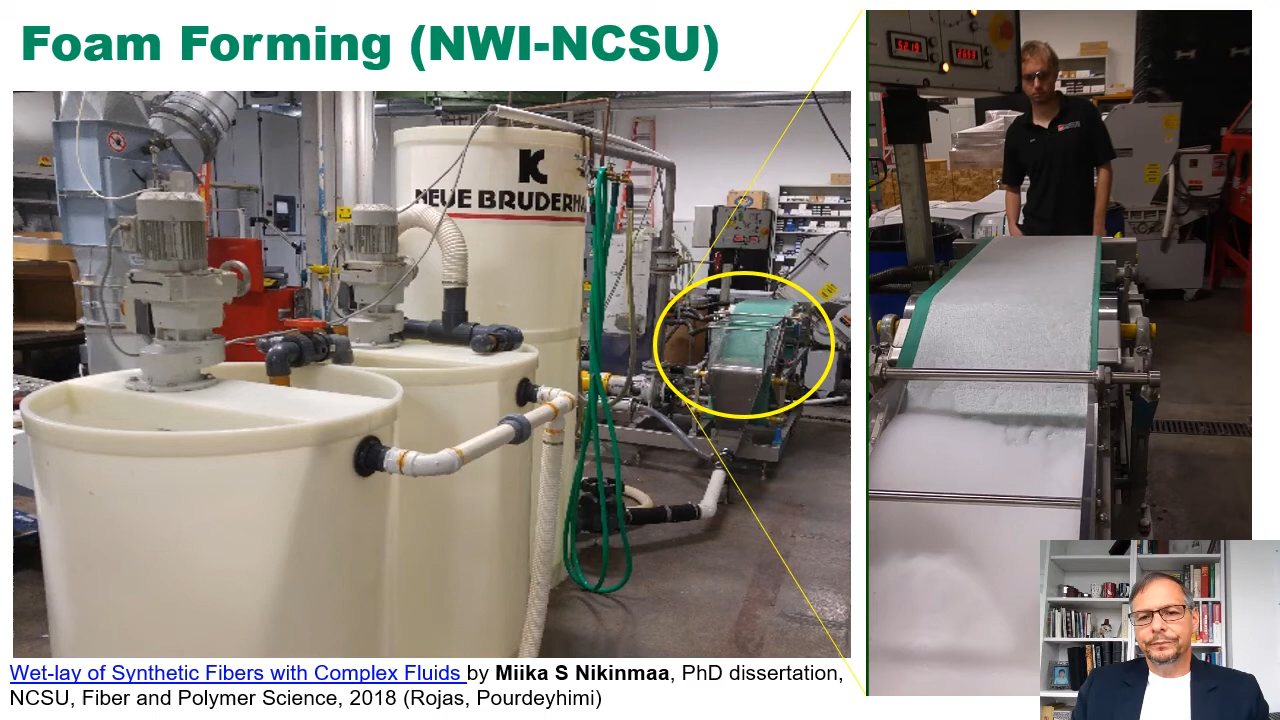 Foam Forming (NWI-NCSU)
K
NEUE BRUDERHA
Wet-lay of Synthetic Fibers with Complex Fluids by Miika S Nikinmaa, PhD dissertation,
NCSU, Fiber and Polymer Science, 2018 (Rojas, Pourdeyhimi)